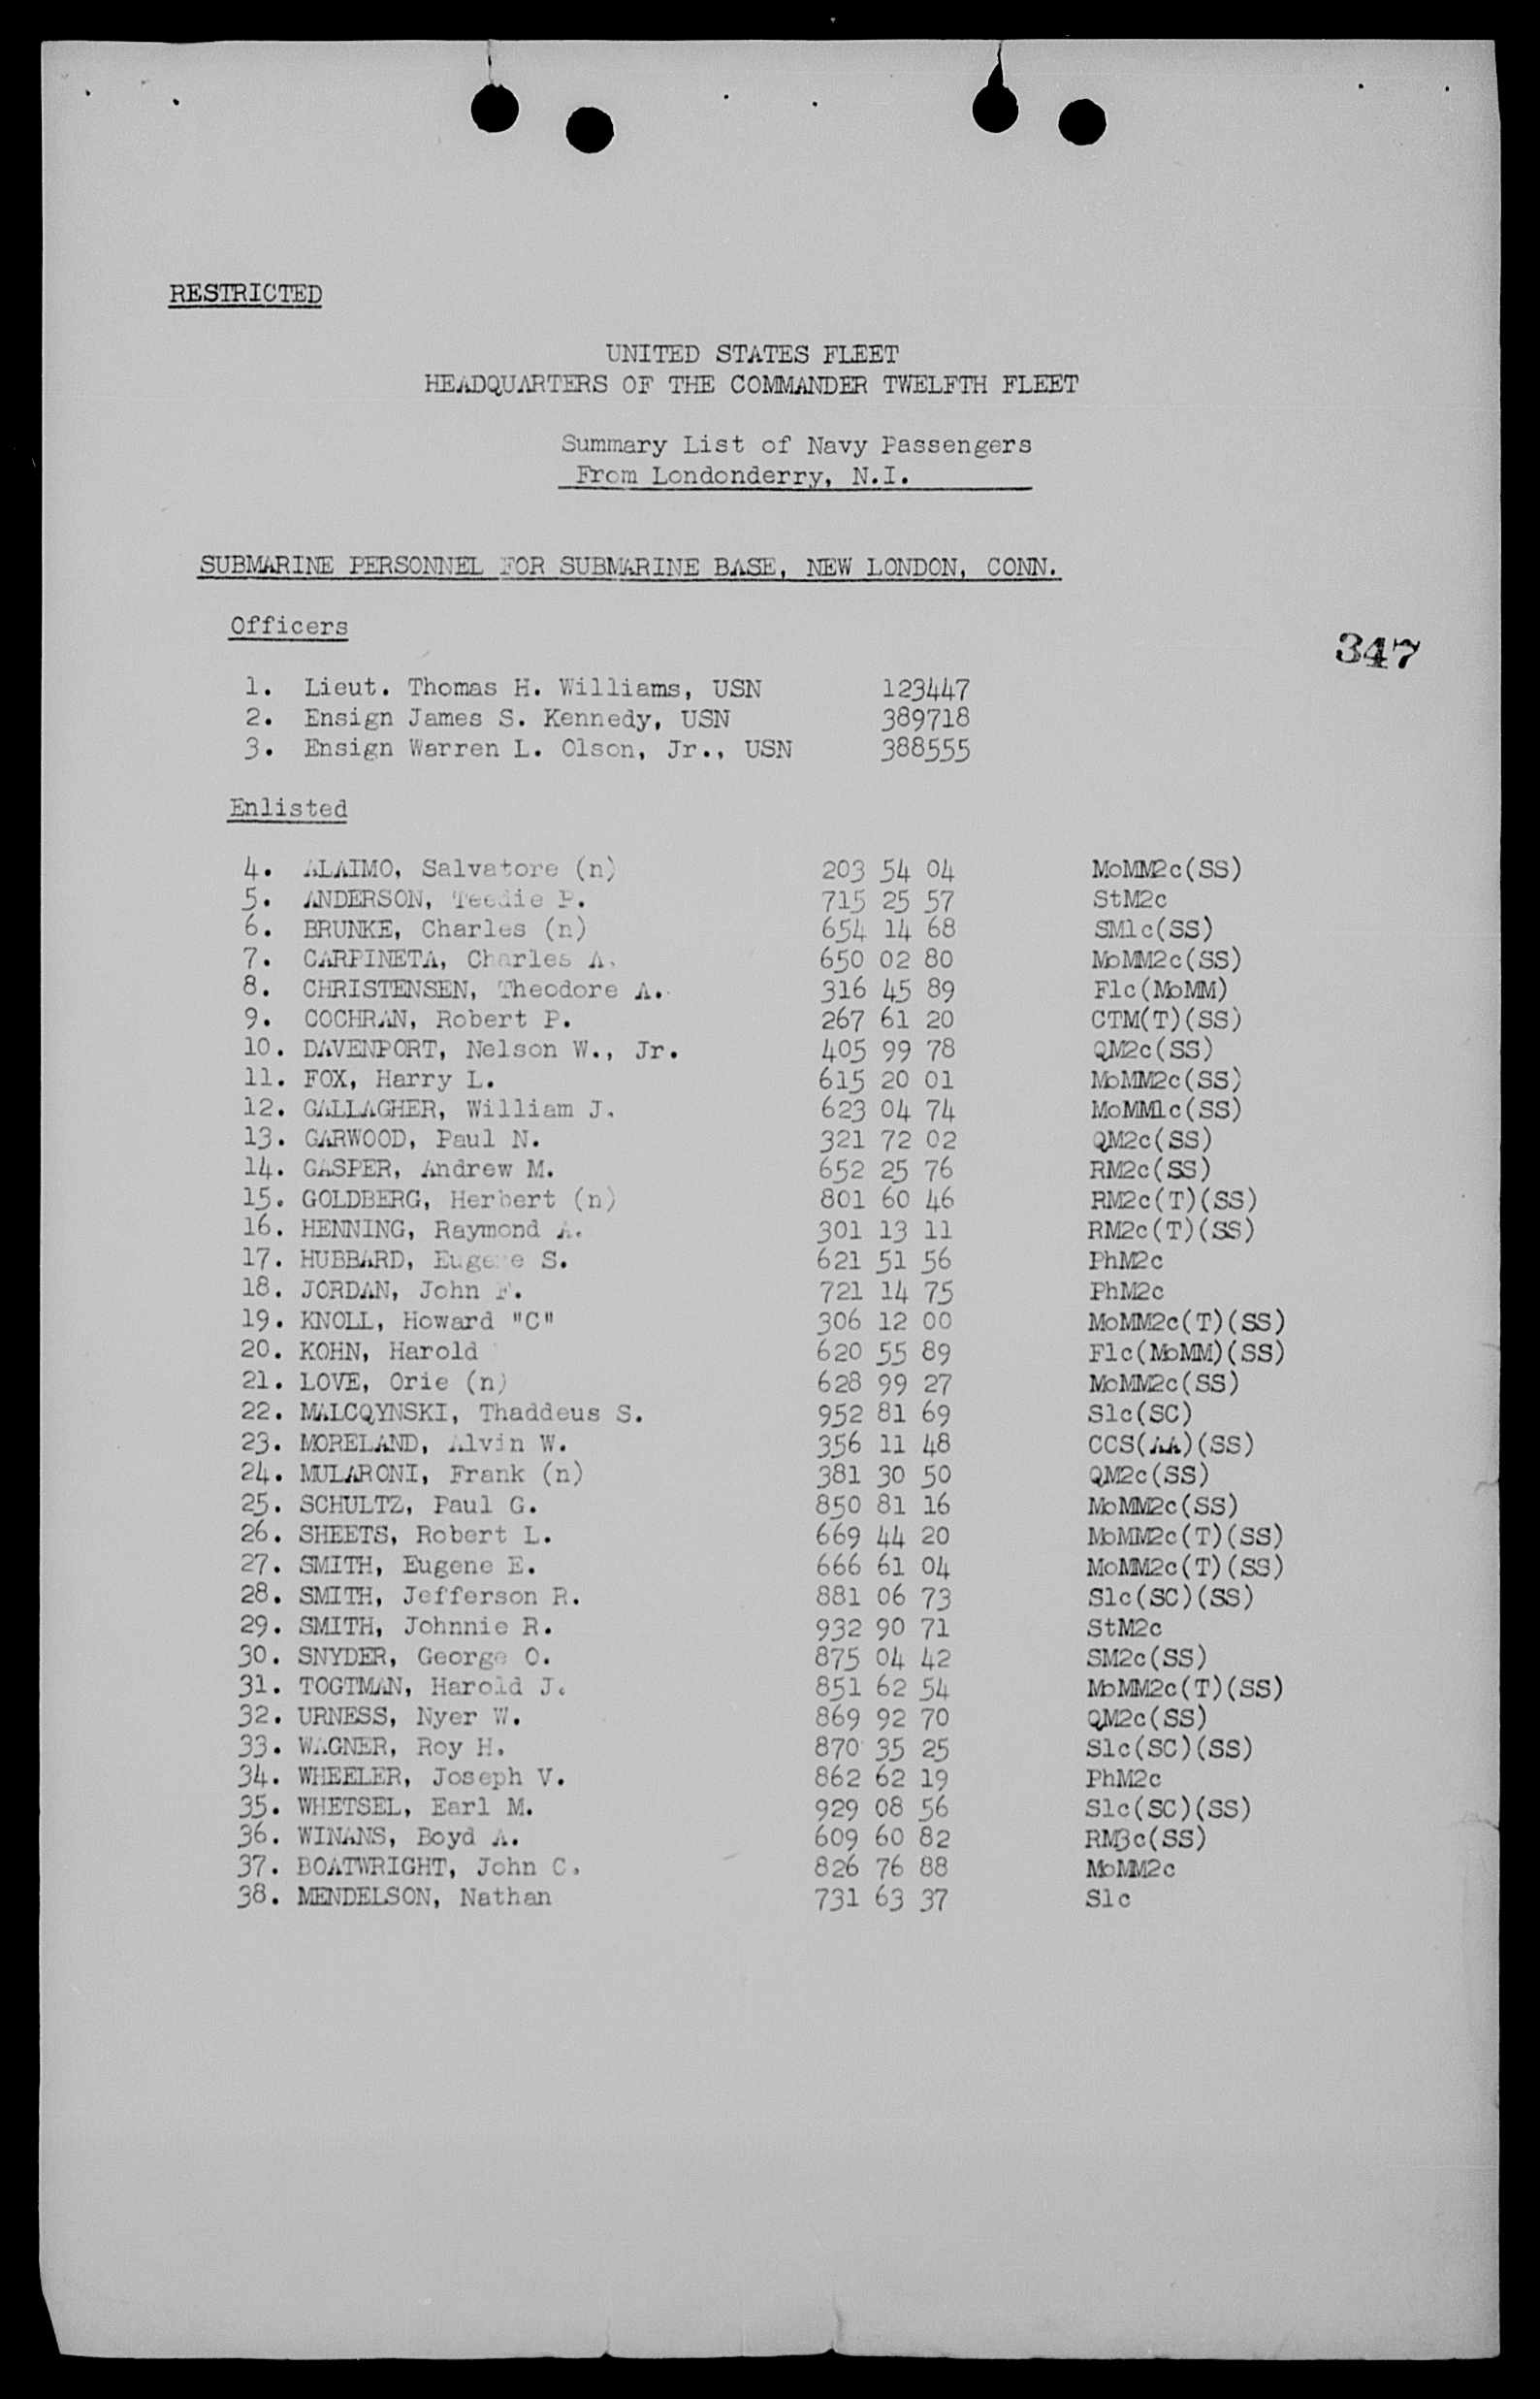 RESTRICTED
UNITED STATES FLEET
HEADQUARTERS OF THE COMMANDER TWELFTH FLEET
Summary List of Navy Passengers
From Londonderry, N.I.
SUBMARINE PERSONNEL FOR SUBMARINE BASE, NEW LONDON, CONN.
Officers
347
1. Lieut. Thomas H. Williams, USN 123447
2. Ensign James S. Kennedy, USN 389718
3. Ensign Warren L. Olson, Jr., USN 388555
Enlisted
4. ALAIMO, Salvatore (n) 203 54 04 MoMM2c(SS)
5. ANDERSON, Teedie P. 715 25 57 StM2c
6. BRUNKE, Charles (n) 654 14 68 SM1c(SS)
7. CARPINETA, Charles A. 650 02 80 MoMM2c(SS)
8. CHRISTENSEN, Theodore A. 316 45 89 F1c(MoMM)
9. COCHRAN, Robert P. 267 61 20 CTM(T)(SS)
10. DAVENPORT, Nelson W., Jr. 405 99 78 QM2c(SS)
11. FOX, Harry L. 615 20 01 MoMM2c(SS)
12. GALLAGHER, William J. 623 04 74 MoMM1c(SS)
13. GARWOOD, Paul N. 321 72 02 QM2c(SS)
14. GASPER, Andrew M. 652 25 76 RM2c(SS)
15. GOLDBERG, Herbert (n) 801 60 46 RM2c(T)(SS)
16. HENNING, Raymond A. 301 13 11 RM2c(T)(SS)
17. HUBBARD, Eugene S. 621 51 56 PhM2c
18. JORDAN, John F. 721 14 75 PhM2c
19. KNOLL, Howard "C" 306 12 00 MoMM2c(T)(SS)
20. KOHN, Harold 620 55 89 F1c(MoMM)(SS)
21. LOVE, Orie (n) 628 99 27 MoMM2c(SS)
22. MALCQYNSKI, Thaddeus S. 952 81 69 S1c(SC)
23. MORELAND, Alvin W. 356 11 48 CCS(AA)(SS)
24. MULARONI, Frank (n) 381 30 50 QM2c(SS)
25. SCHULTZ, Paul G. 850 81 16 MoMM2c(SS)
26. SHEETS, Robert L. 669 44 20 MoMM2c(T)(SS)
27. SMITH, Eugene E. 666 61 04 MoMM2c(T)(SS)
28. SMITH, Jefferson R. 881 06 73 S1c(SC)(SS)
29. SMITH, Johnnie R. 932 90 71 StM2c
30. SNYDER, George O. 875 04 42 SM2c(SS)
31. TOGTMAN, Harold J. 851 62 54 MoMM2c(T)(SS)
32. URNESS, Nyer W. 869 92 70 QM2c(SS)
33. WAGNER, Roy H. 870 35 25 S1c(SC)(SS)
34. WHEELER, Joseph V. 862 62 19 PhM2c
35. WHETSEL, Earl M. 929 08 56 S1c(SC)(SS)
36. WINANS, Boyd A. 609 60 82 RM3c(SS)
37. BOATWRIGHT, John C. 826 76 88 MoMM2c
38. MENDELSON, Nathan 731 63 37 S1c